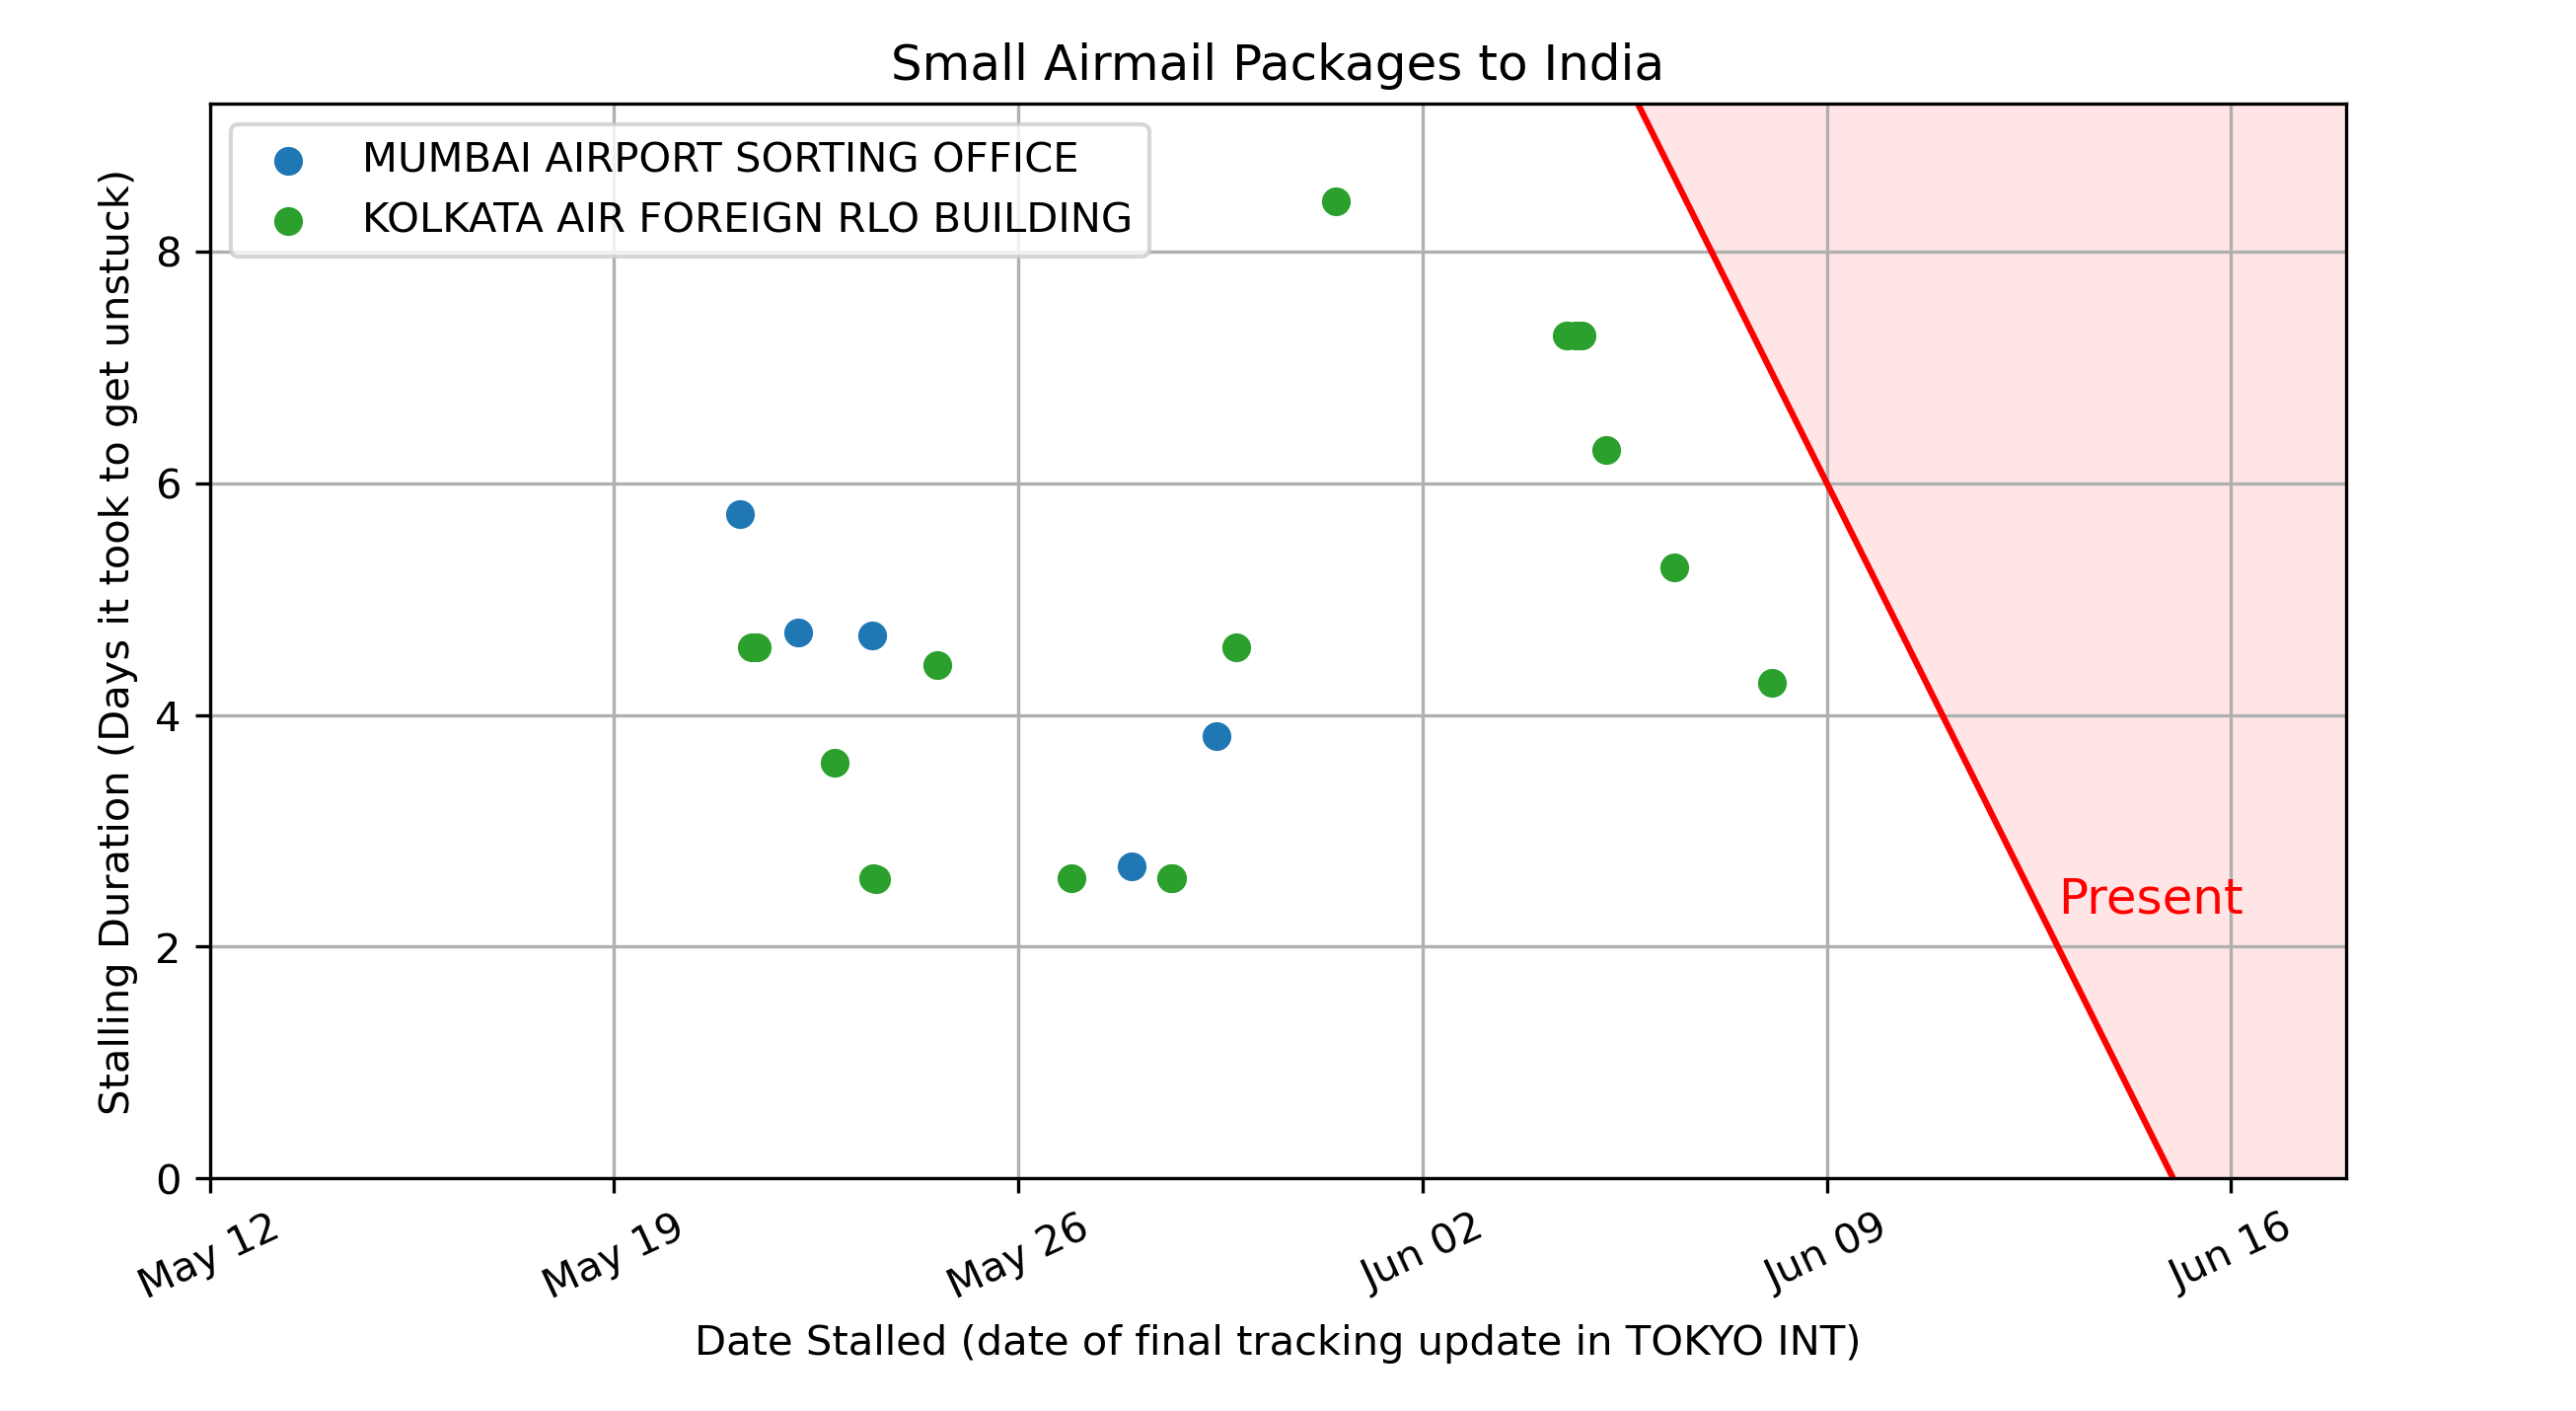 Small Airmail Packages to India
MUMBAI AIRPORT SORTING OFFICE
KOLKATA AIR FOREIGN RLO BUILDING
Stalling Duration (Days it took to get unstuck)
8
6
4
2
0
Present
May 12
May 19
May 26
Jun 02
Jun 09
Jun 16
Date Stalled (date of final tracking update in TOKYO INT)